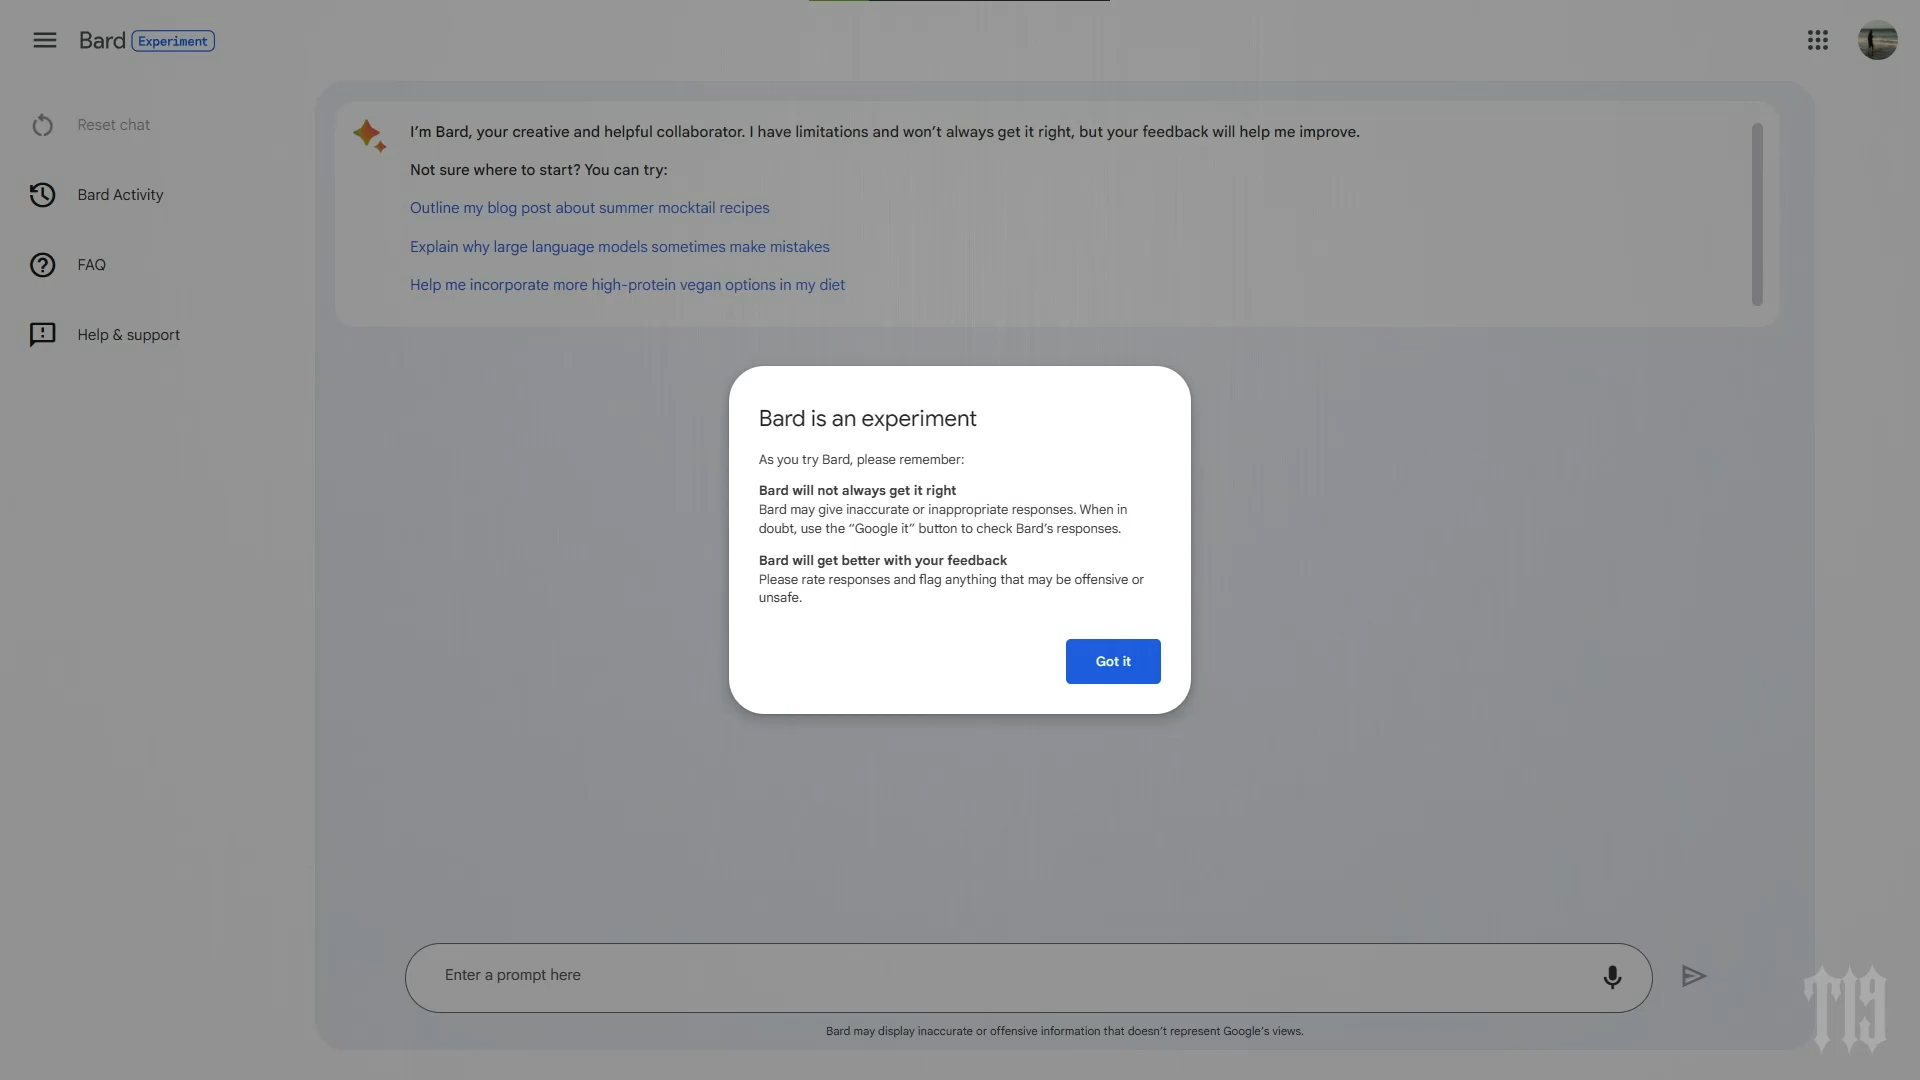 Bard Experiment
Reset chat
Bard Activity
FAQ
Help & support
I’m Bard, your creative and helpful collaborator. I have limitations and won’t always get it right, but your feedback will help me improve.
Not sure where to start? You can try:
Outline my blog post about summer mocktail recipes
Explain why large language models sometimes make mistakes
Help me incorporate more high-protein vegan options in my diet
Bard is an experiment
As you try Bard, please remember:
Bard will not always get it right
Bard may give inaccurate or inappropriate responses. When in
doubt, use the “Google it” button to check Bard’s responses.
Bard will get better with your feedback
Please rate responses and flag anything that may be offensive or
unsafe.
Got it
Enter a prompt here
Bard may display inaccurate or offensive information that doesn’t represent Google’s views.